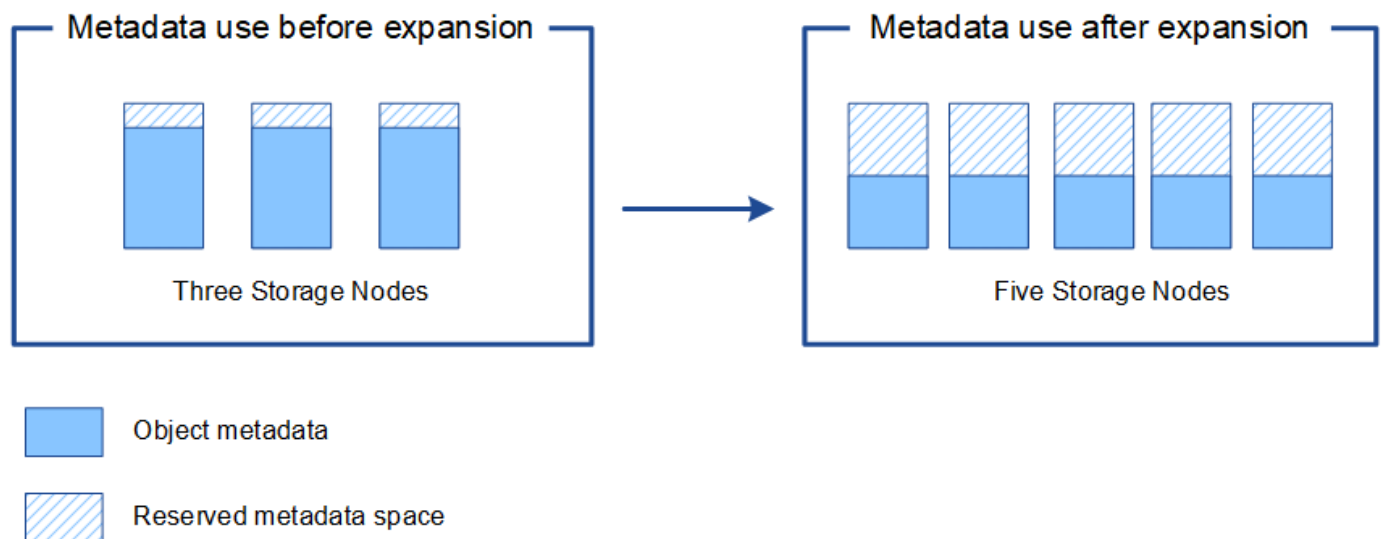 Metadata use before expansion
Metadata use after expansion
Three Storage Nodes
Five Storage Nodes
Object metadata
Reserved metadata space